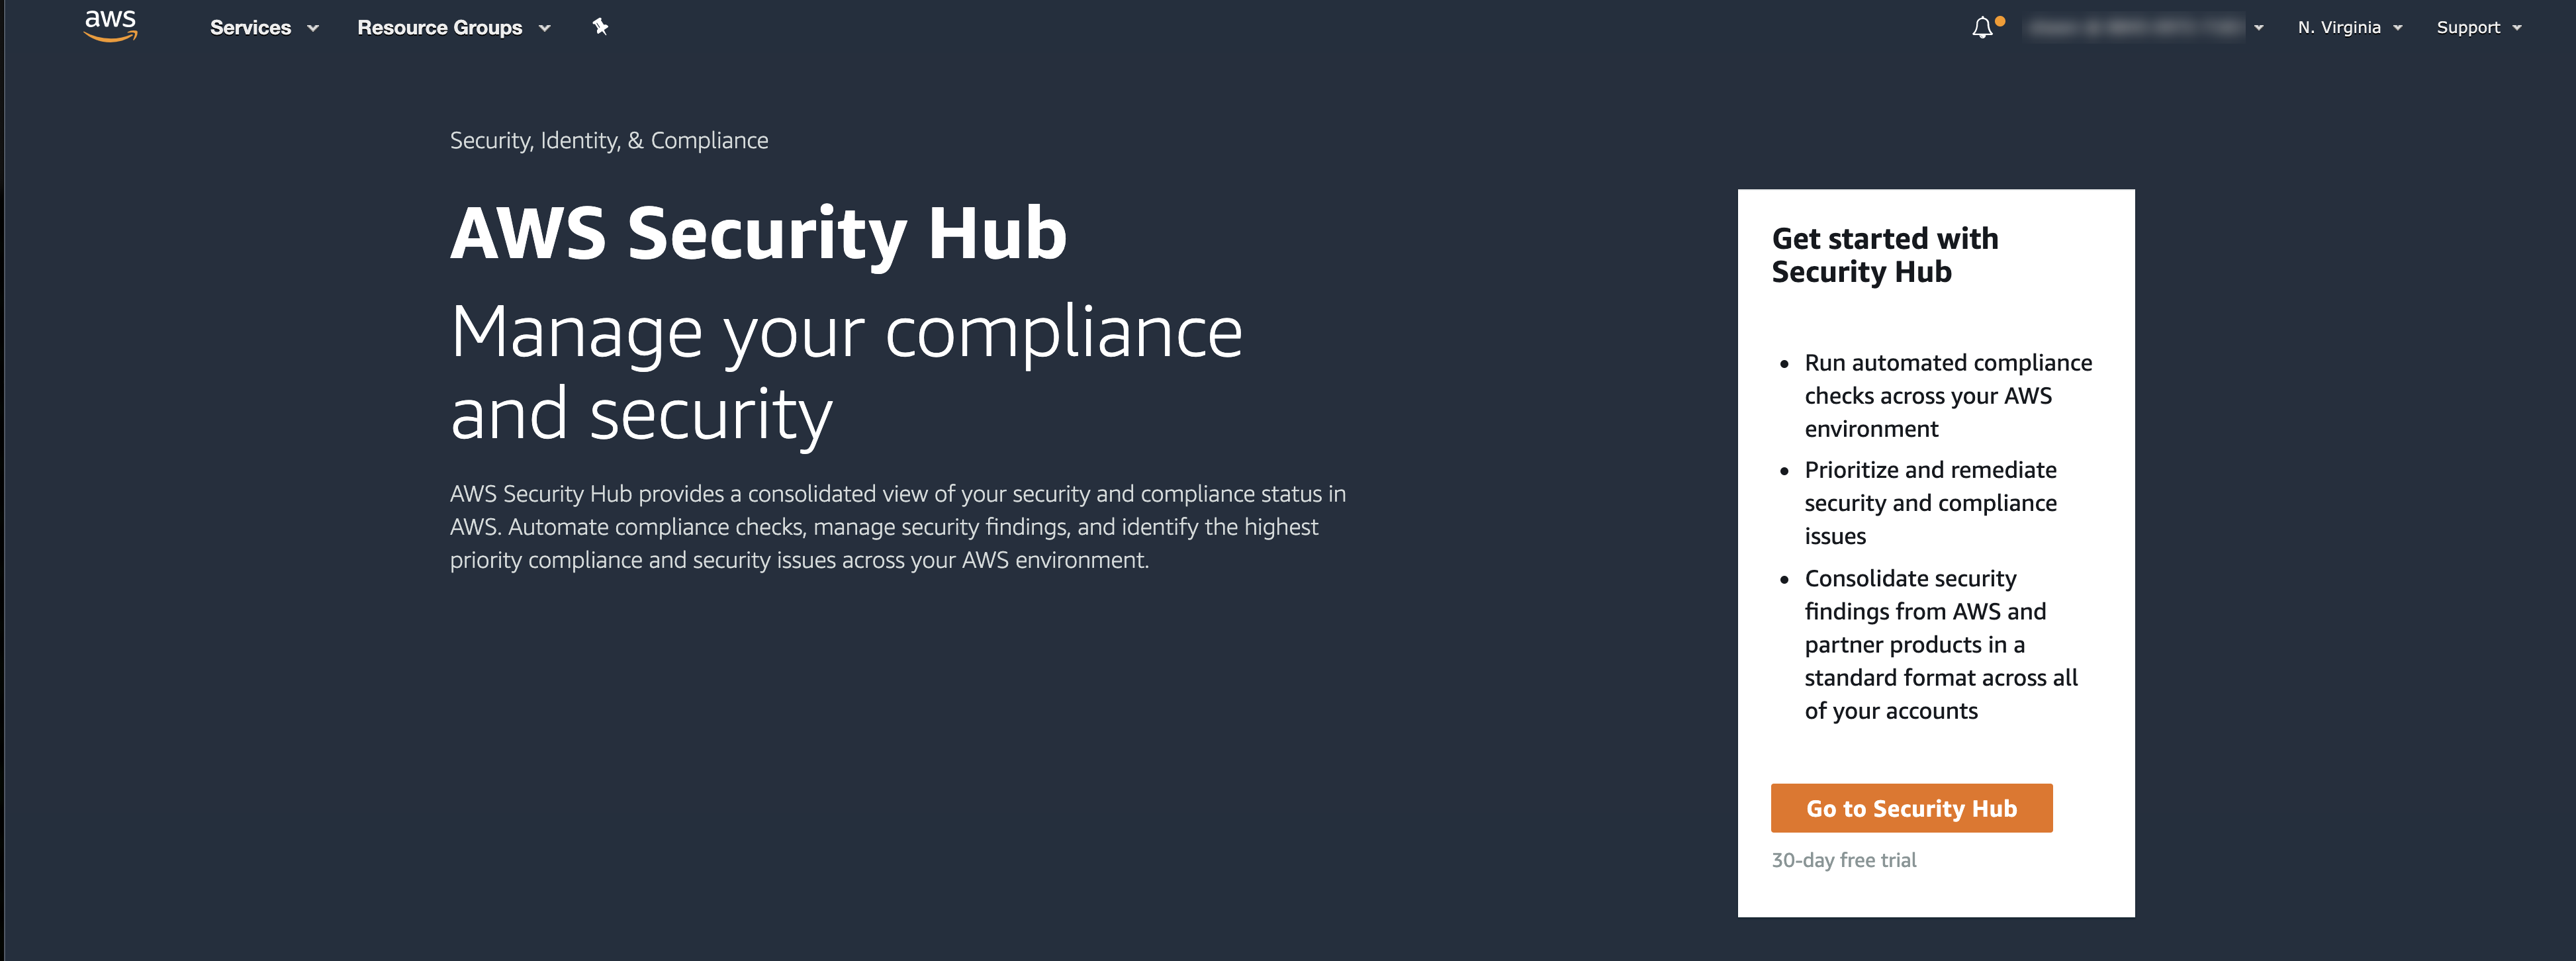 aws
Services
Resource Groups
N. Virginia
Support
Security, Identity, & Compliance
AWS Security Hub
Manage your compliance
and security
AWS Security Hub provides a consolidated view of your security and compliance status in
AWS. Automate compliance checks, manage security findings, and identify the highest
priority compliance and security issues across your AWS environment.
Get started with
Security Hub
• Run automated compliance
checks across your AWS
environment
• Prioritize and remediate
security and compliance
issues
• Consolidate security
findings from AWS and
partner products in a
standard format across all
of your accounts
Go to Security Hub
30-day free trial